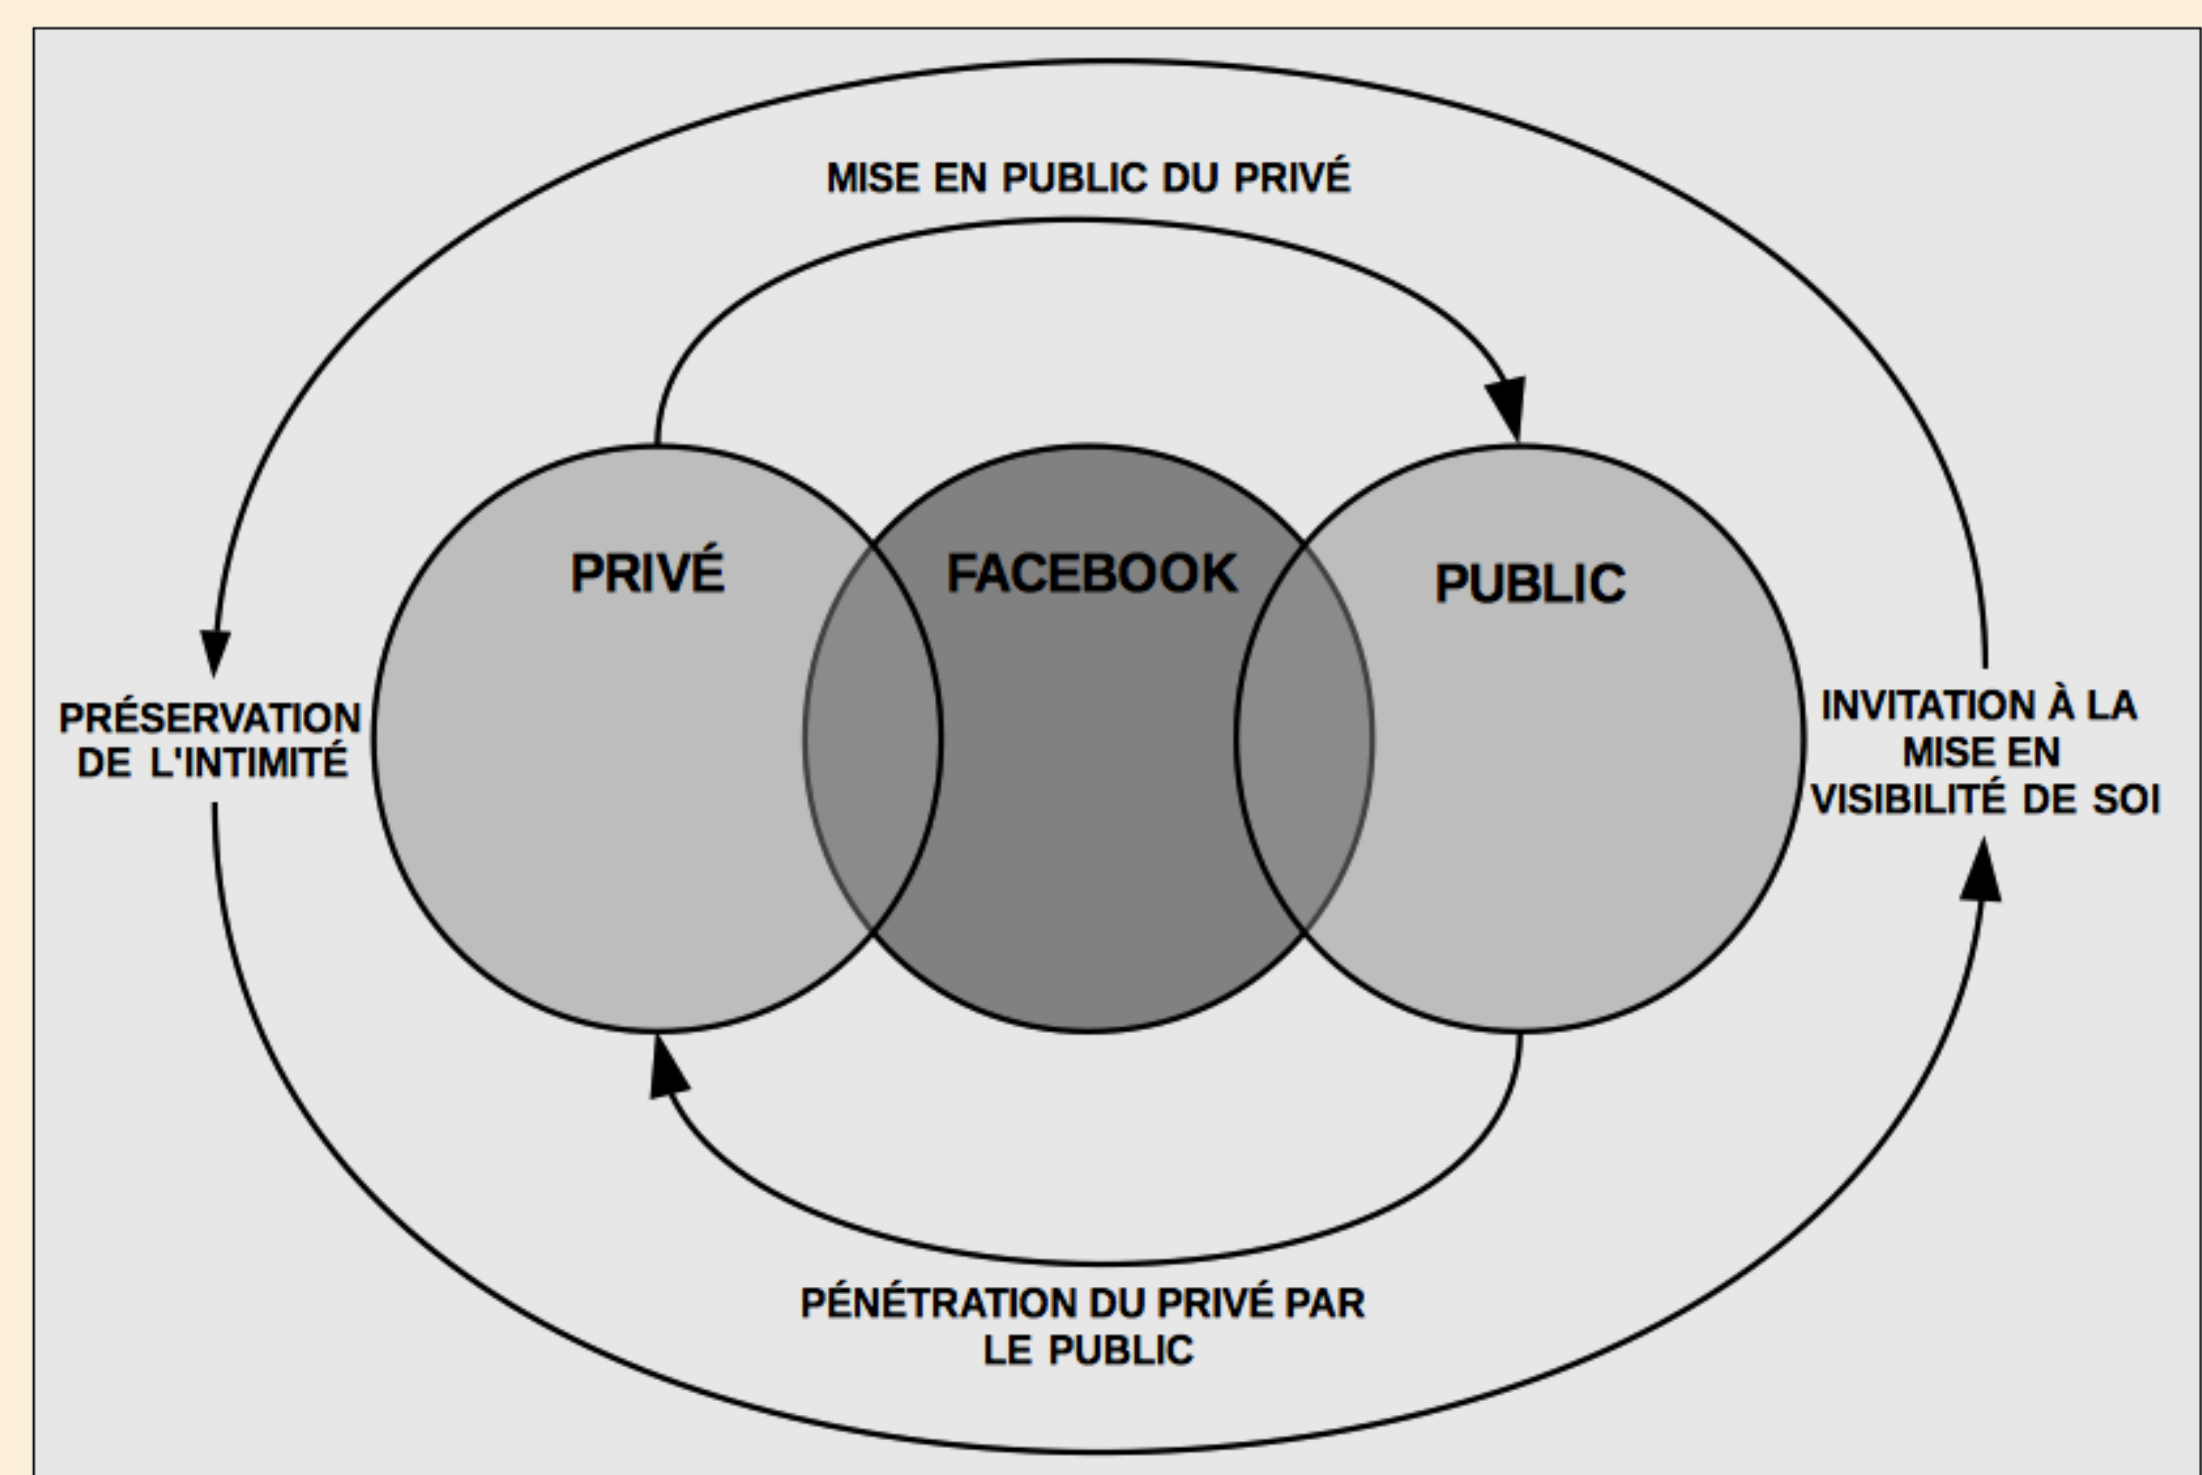 MISE EN PUBLIC DU PRIVÉ
PRIVÉ
FACEBOOK
PUBLIC
PRÉSERVATION
DE L'INTIMITÉ
INVITATION À LA
MISE EN
VISIBILITÉ DE SOI
PÉNÉTRATION DU PRIVÉ PAR
LE PUBLIC